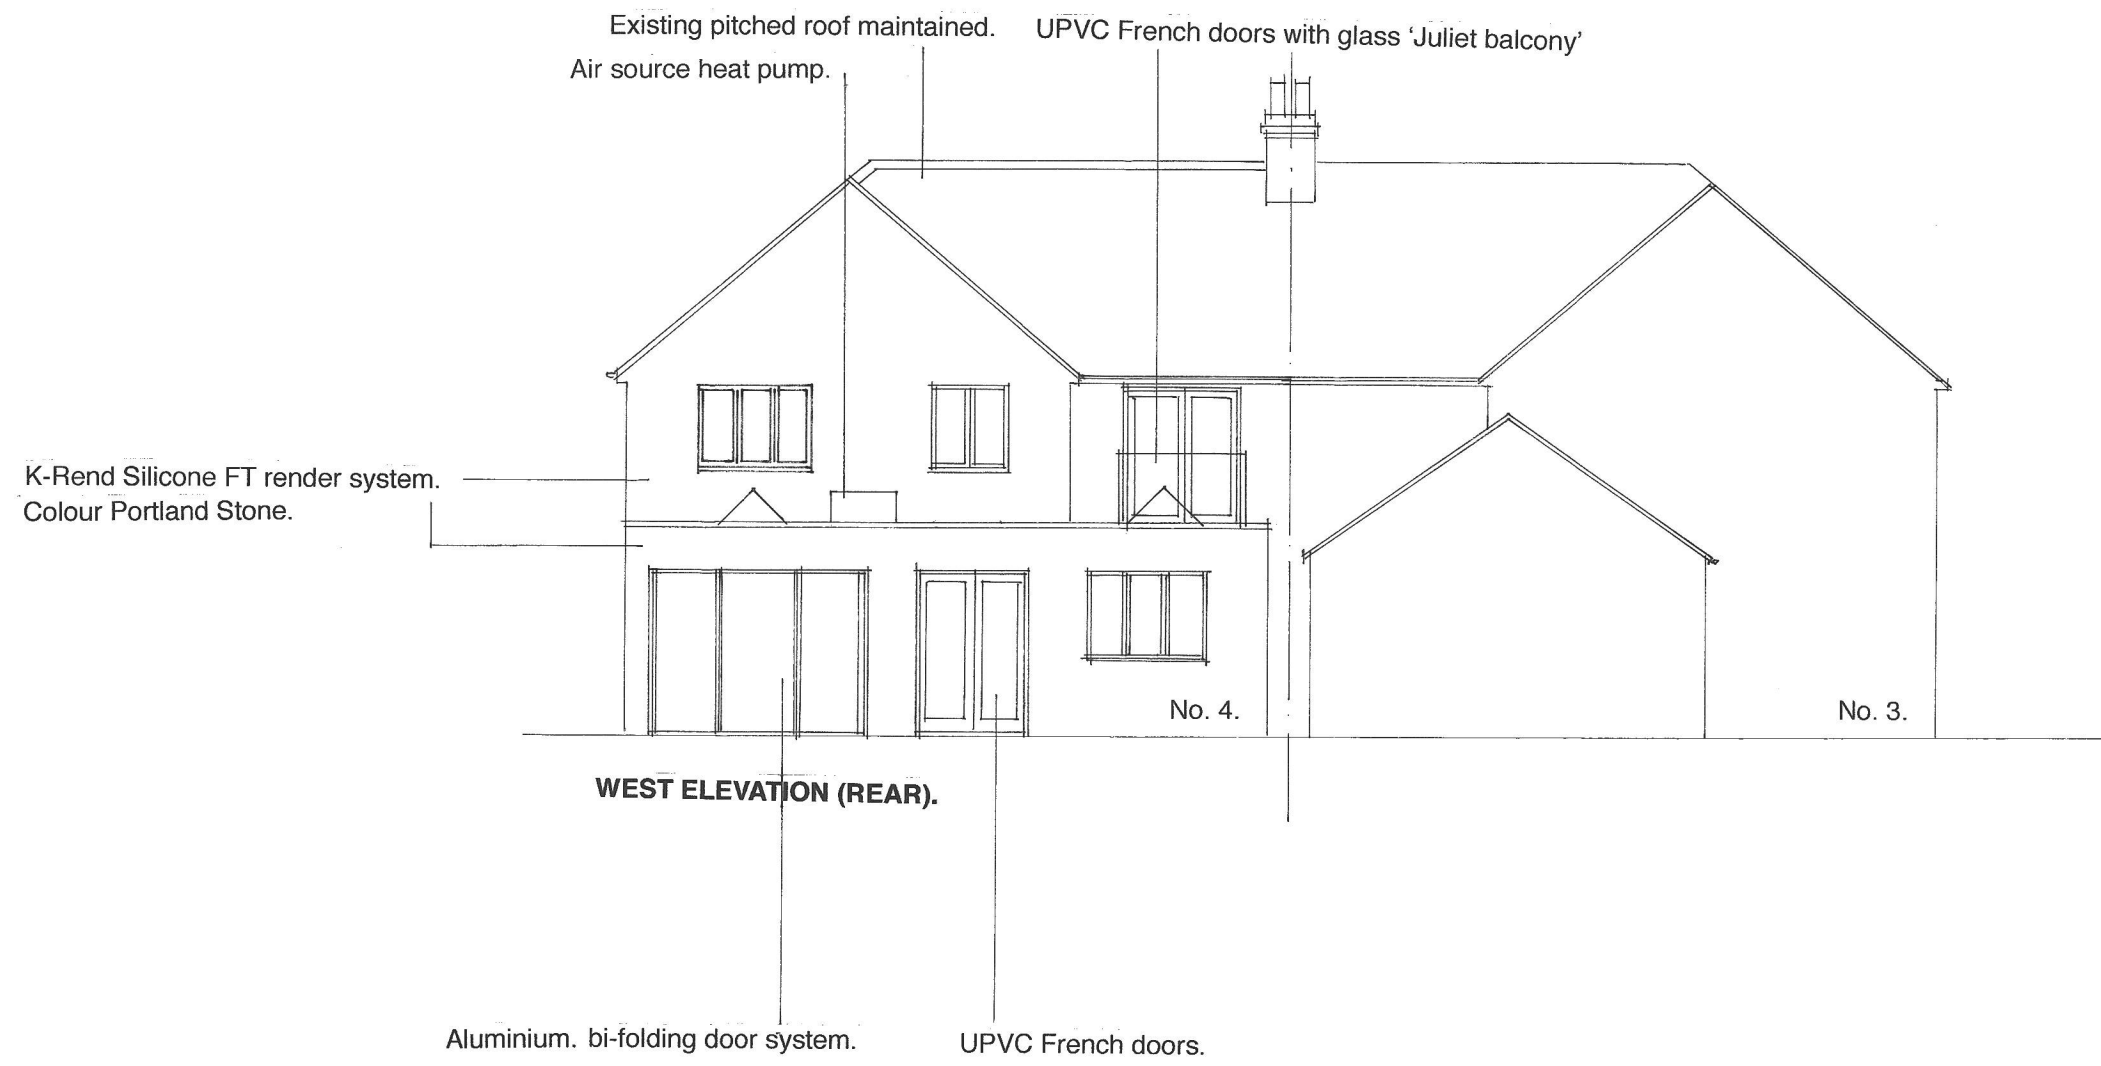 Existing pitched roof maintained.
UPVC French doors with glass ‘Juliet balcony’
Air source heat pump.
K-Rend Silicone FT render system.
Colour Portland Stone.
No. 4.
No. 3.
WEST ELEVATION (REAR).
Aluminium. bi-folding door system.
UPVC French doors.